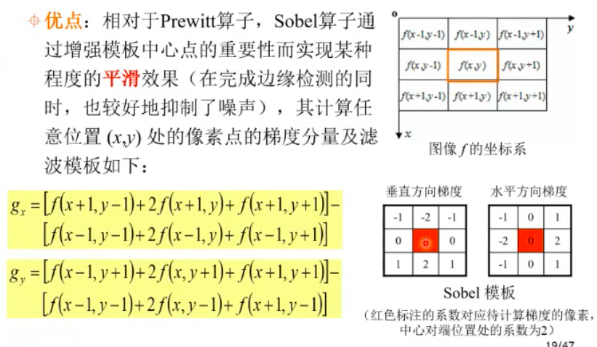 优点：相对于Prewitt算子，Sobel算子通
过增强模板中心点的重要性而实现某种
程度的平滑效果（在完成边缘检测的同
时，也较好地抑制了噪声），其计算任
意位置 (x,y) 处的像素点的梯度分量及滤
波模板如下：
g_x = [f(x+1, y−1)+2f(x+1, y)+ f(x+1, y+1)]−
[f(x−1, y−1)+2f(x−1, y)+ f(x−1, y+1)]
g_y = [f(x−1, y+1)+2f(x, y+1)+ f(x+1, y+1)]−
[f(x−1, y−1)+2f(x, y−1)+ f(x+1, y−1)]
o
y
f(x-1,y-1) f(x-1,y) f(x-1,y+1)
f(x,y-1) f(x,y) f(x,y+1)
f(x+1,y-1) f(x+1,y) f(x+1,y+1)
x
图像 f 的坐标系
垂直方向梯度 水平方向梯度
-1 -2 -1 -1 0 1
0 0 0 -2 0 2
1 2 1 -1 0 1
Sobel 模板
（红色标注的系数对应待计算梯度的像素，
中心对端位置处的系数为2）
19/47